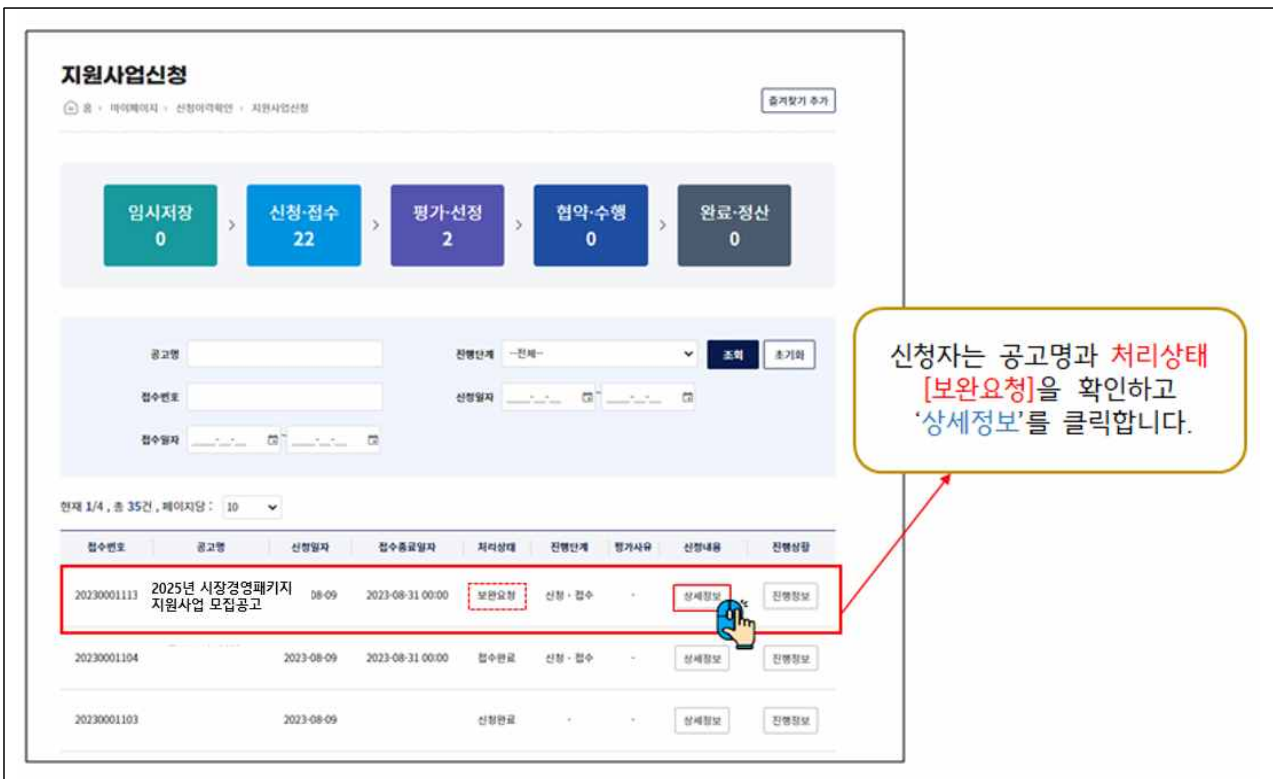 지원사업신청
홈 › 마이페이지 › 신청이력확인 › 지원사업신청
즐겨찾기 추가
임시저장 > 신청·접수 > 평가·선정 > 협약·수행 > 완료·정산
0 22 2 0 0
공고명 진행단계 --전체-- 조회 초기화
접수번호 신청일자 ____-__-__ ~ ____-__-__
접수일자 ____-__-__ ~ ____-__-__
신청자는 공고명과 처리상태
[보완요청]을 확인하고
‘상세정보’를 클릭합니다.
현재 1/4 , 총 35건 , 페이지당 : 10
접수번호 공고명 신청일자 접수종료일자 처리상태 진행단계 평가사유 신청내용 진행상황
20230001113 2025년 시장경영패키지 지원사업 모집공고 08-09 2023-08-31 00:00 보완요청 신청·접수 - 상세정보 진행정보
20230001104 2023-08-09 2023-08-31 00:00 접수완료 신청·접수 - 상세정보 진행정보
20230001103 2023-08-09 신청완료 - - 상세정보 진행정보